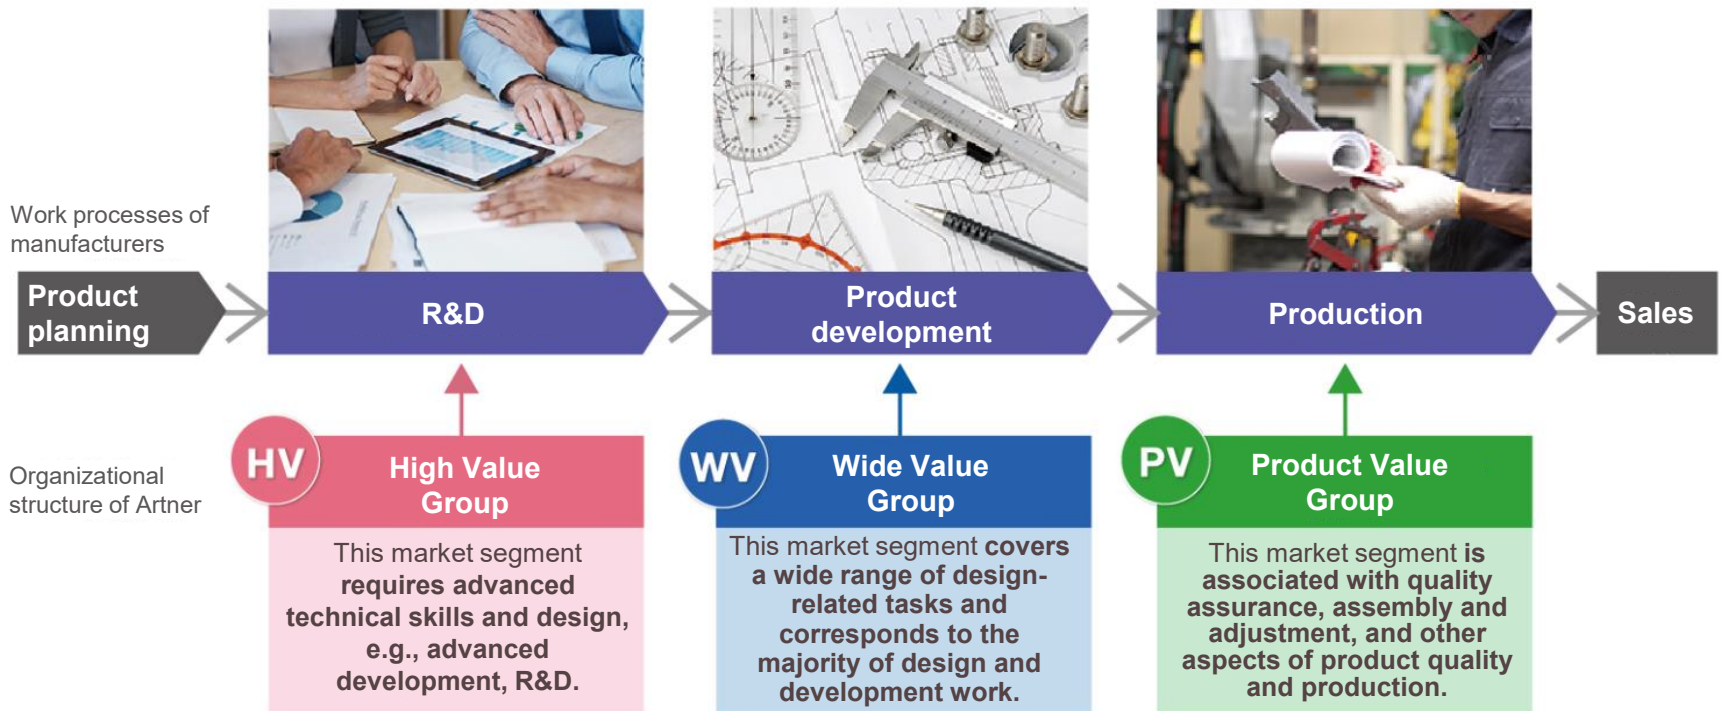 Work processes of
manufacturers
Product
planning
R&D
Product
development
Production
Sales
Organizational
structure of Artner
HV
High Value
Group
This market segment
requires advanced
technical skills and design,
e.g., advanced
development, R&D.
WV
Wide Value
Group
This market segment covers
a wide range of design-
related tasks and
corresponds to the
majority of design and
development work.
PV
Product Value
Group
This market segment is
associated with quality
assurance, assembly and
adjustment, and other
aspects of product quality
and production.